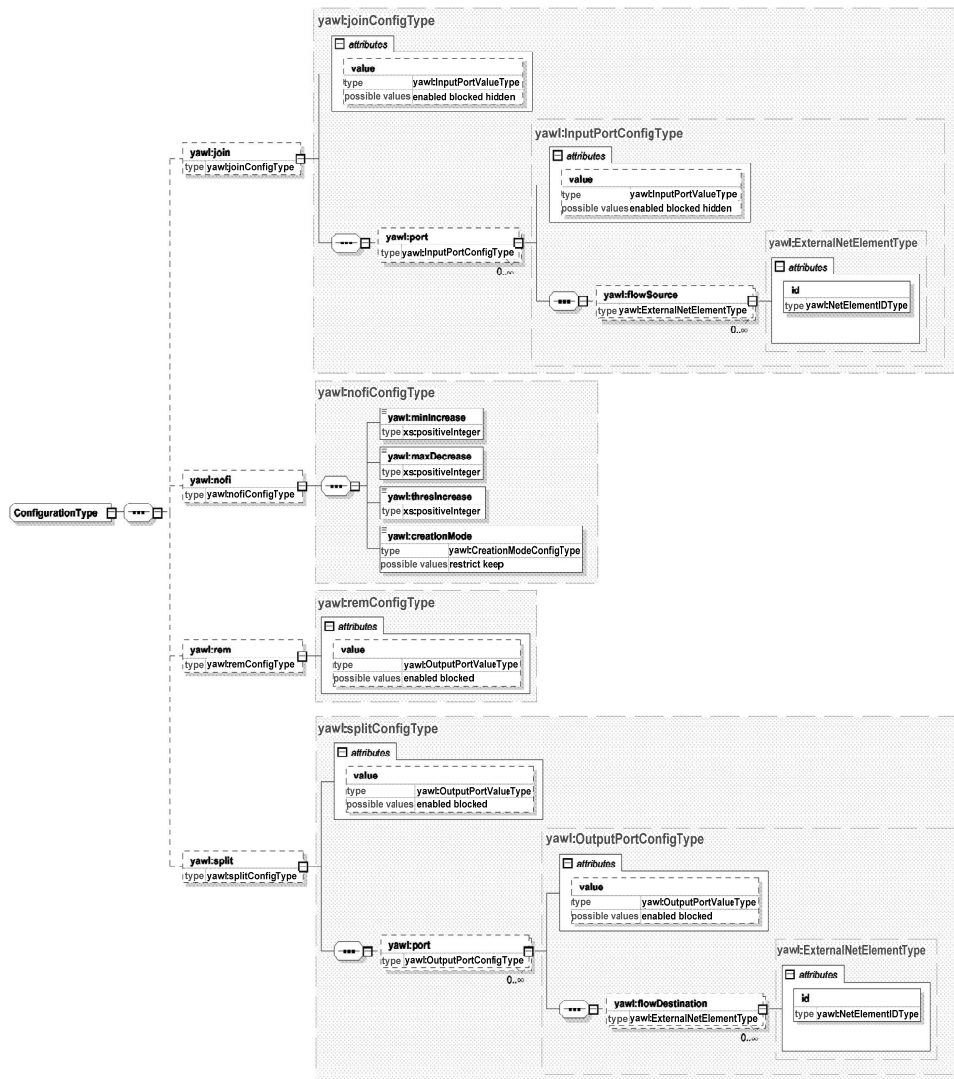 yawl:joinConfigType
attributes
value
type yawl:InputPortValueType
possible values enabled blocked hidden
yawl:InputPortConfigType
attributes
value
type yawl:InputPortValueType
possible values enabled blocked hidden
yawl:join
type yawl:joinConfigType
yawl:port
type yawl:InputPortConfigType
0..∞
yawl:ExternalNetElementType
attributes
id
type yawl:NetElementIDType
yawl:flowSource
type yawl:ExternalNetElementType
0..∞
yawl:nofiConfigType
yawl:minIncrease
type xs:positiveInteger
yawl:maxDecrease
type xs:positiveInteger
yawl:nofi
type yawl:nofiConfigType
yawl:thresIncrease
type xs:positiveInteger
ConfigurationType
yawl:creationMode
type yawl:CreationModeConfigType
possible values restrict keep
yawl:remConfigType
attributes
yawl:rem
type yawl:remConfigType
value
type yawl:OutputPortValueType
possible values enabled blocked
yawl:splitConfigType
attributes
value
type yawl:OutputPortValueType
possible values enabled blocked
yawl:OutputPortConfigType
yawl:split
type yawl:splitConfigType
attributes
value
type yawl:OutputPortValueType
possible values enabled blocked
yawl:port
type yawl:OutputPortConfigType
0..∞
yawl:ExternalNetElementType
attributes
id
type yawl:NetElementIDType
yawl:flowDestination
type yawl:ExternalNetElementType
0..∞